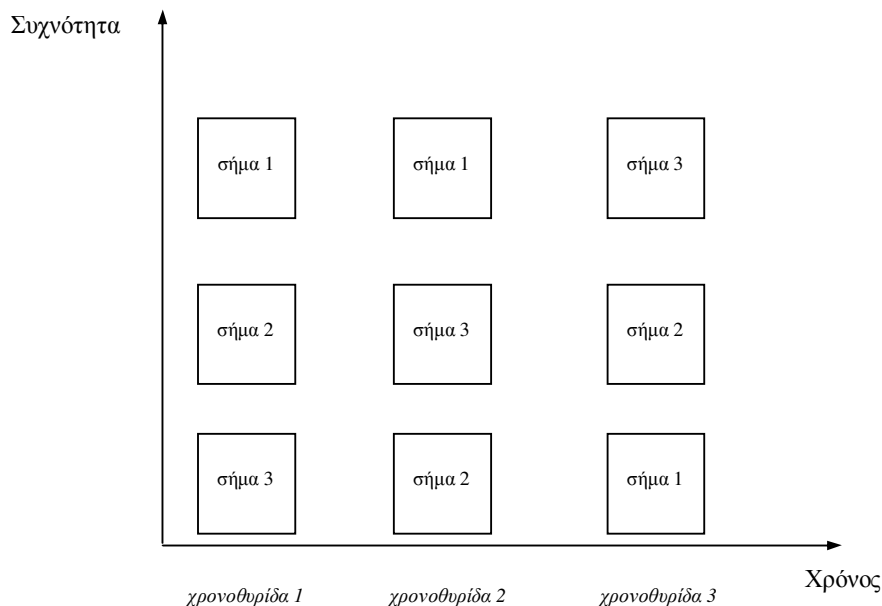 Συχνότητα
σήμα 1 σήμα 1 σήμα 3
σήμα 2 σήμα 3 σήμα 2
σήμα 3 σήμα 2 σήμα 1
Χρόνος
χρονοθυρίδα 1 χρονοθυρίδα 2 χρονοθυρίδα 3